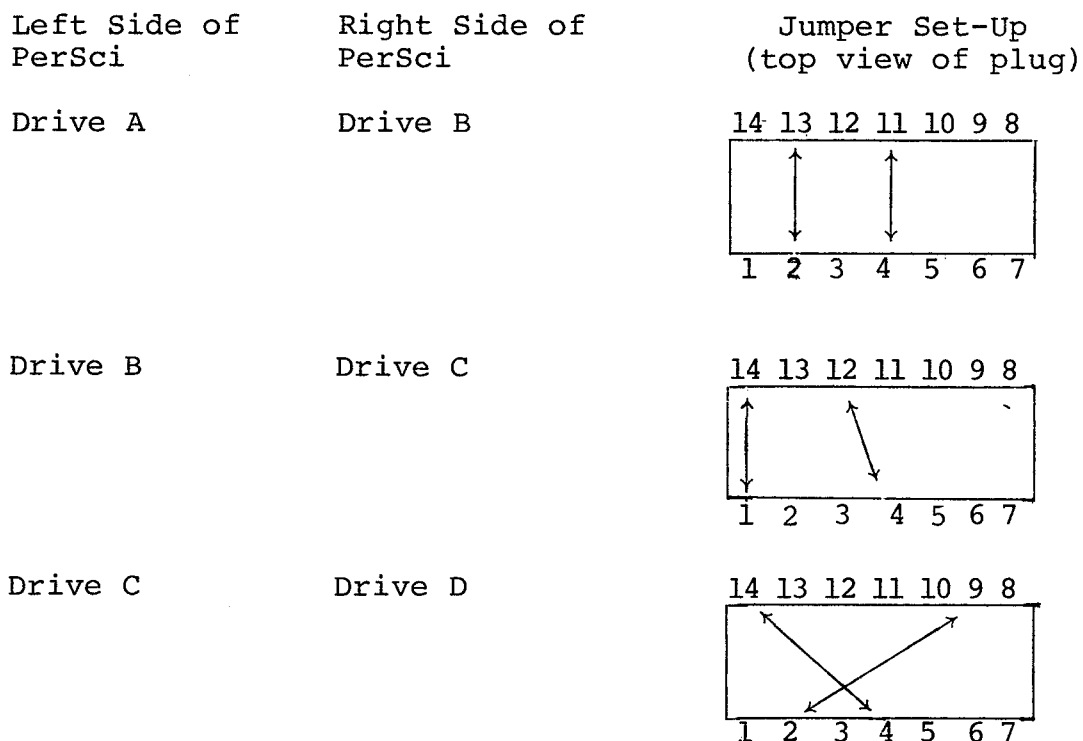 Left Side of Right Side of Jumper Set-Up
PerSci PerSci (top view of plug)
Drive A Drive B
14 13 12 11 10 9 8
1 2 3 4 5 6 7
Drive B Drive C
14 13 12 11 10 9 8
1 2 3 4 5 6 7
Drive C Drive D
14 13 12 11 10 9 8
1 2 3 4 5 6 7